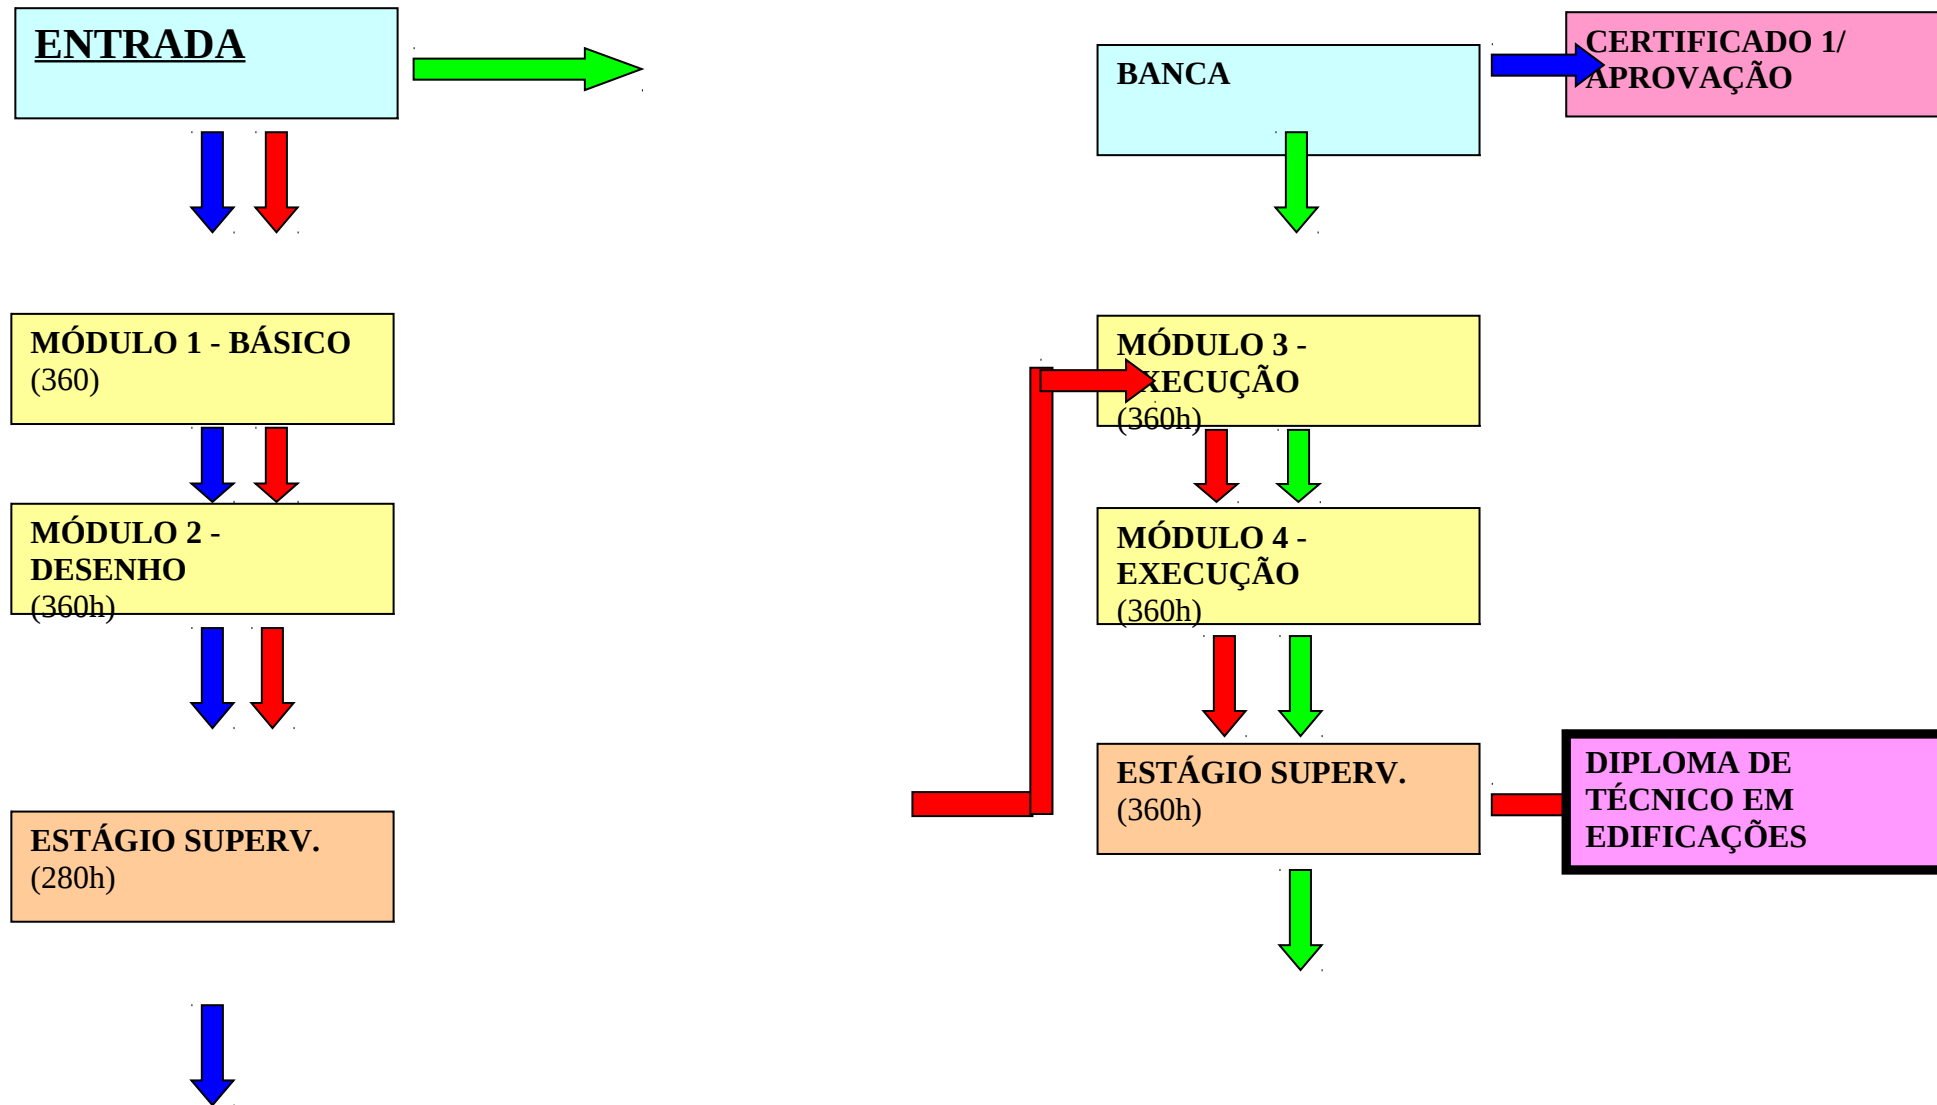 ENTRADA
BANCA
CERTIFICADO 1/
APROVAÇÃO
MÓDULO 1 - BÁSICO
(360)
MÓDULO 2 -
DESENHO
(360h)
ESTÁGIO SUPERV.
(280h)
MÓDULO 3 -
EXECUÇÃO
(360h)
MÓDULO 4 -
EXECUÇÃO
(360h)
ESTÁGIO SUPERV.
(360h)
DIPLOMA DE
TÉCNICO EM
EDIFICAÇÕES